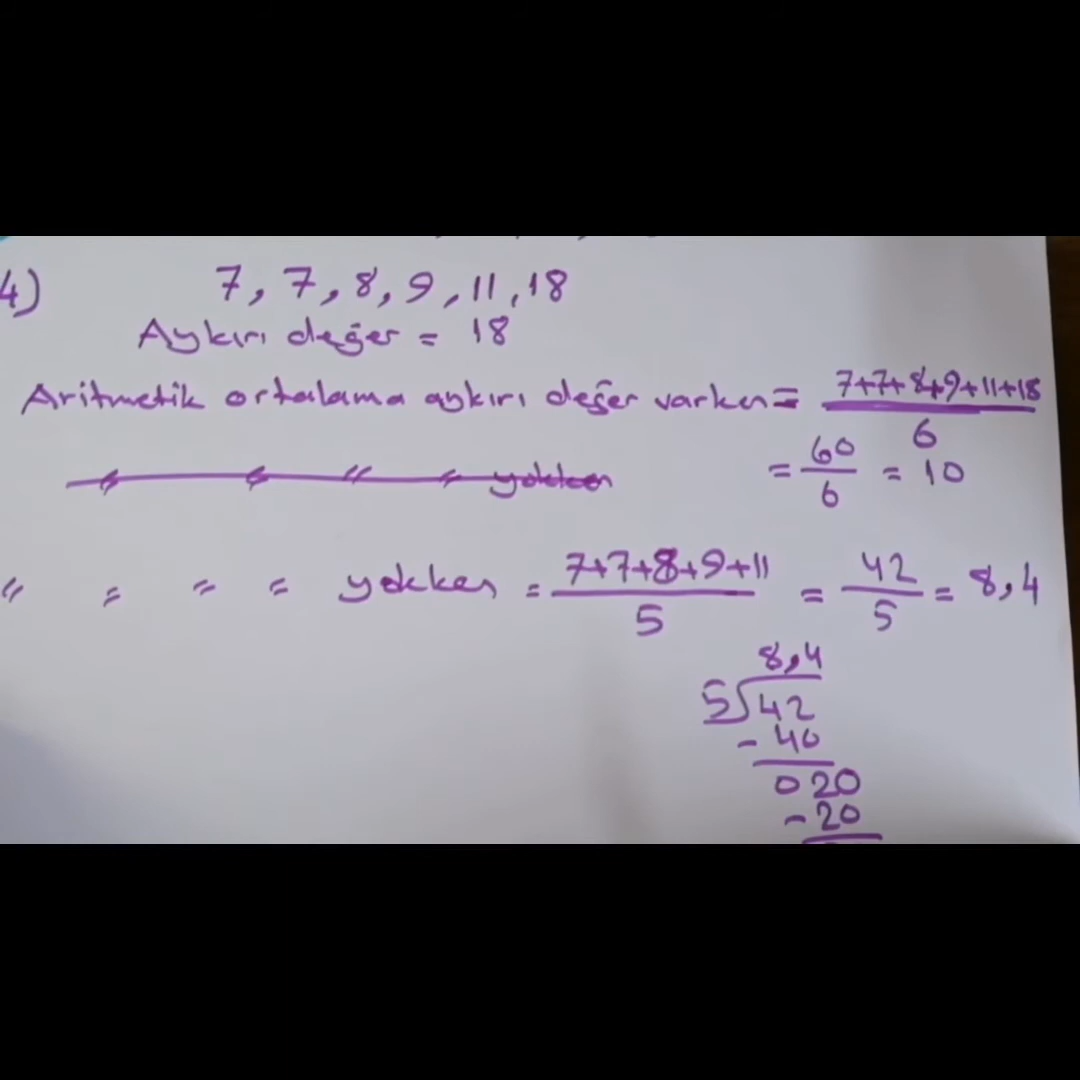 4) 7, 7, 8, 9, 11, 18
Aykırı değer = 18
Aritmetik ortalama aykırı değer varken = 7+7+8+9+11+18
6
= 60/6 = 10
〃 〃 〃 〃 yokken
〃 〃 〃 〃 yokken = 7+7+8+9+11 / 5 = 42/5 = 8,4
8,4
5)42
- 40
020
- 20